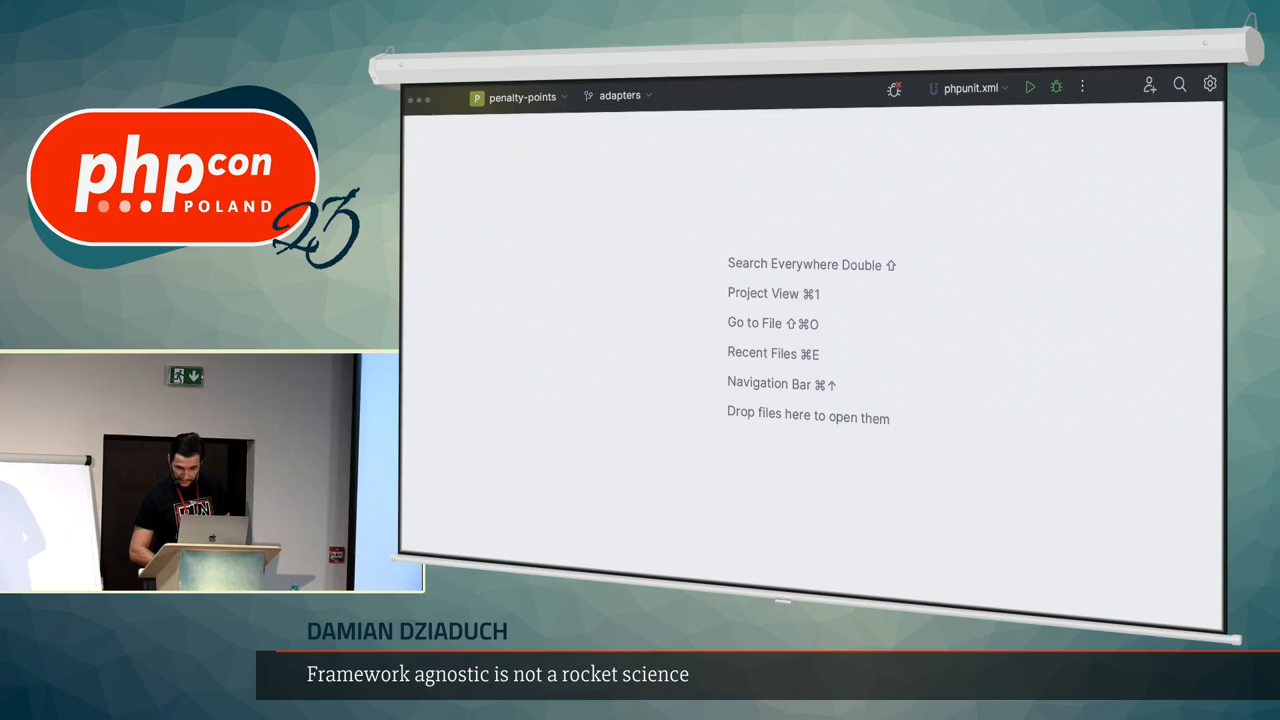 php con
POLAND
23
P penalty-points
adapters
phpunit.xml
Search Everywhere Double ⇧
Project View ⌘1
Go to File ⇧⌘O
Recent Files ⌘E
Navigation Bar ⌘↑
Drop files here to open them
DAMIAN DZIADUCH
Framework agnostic is not a rocket science